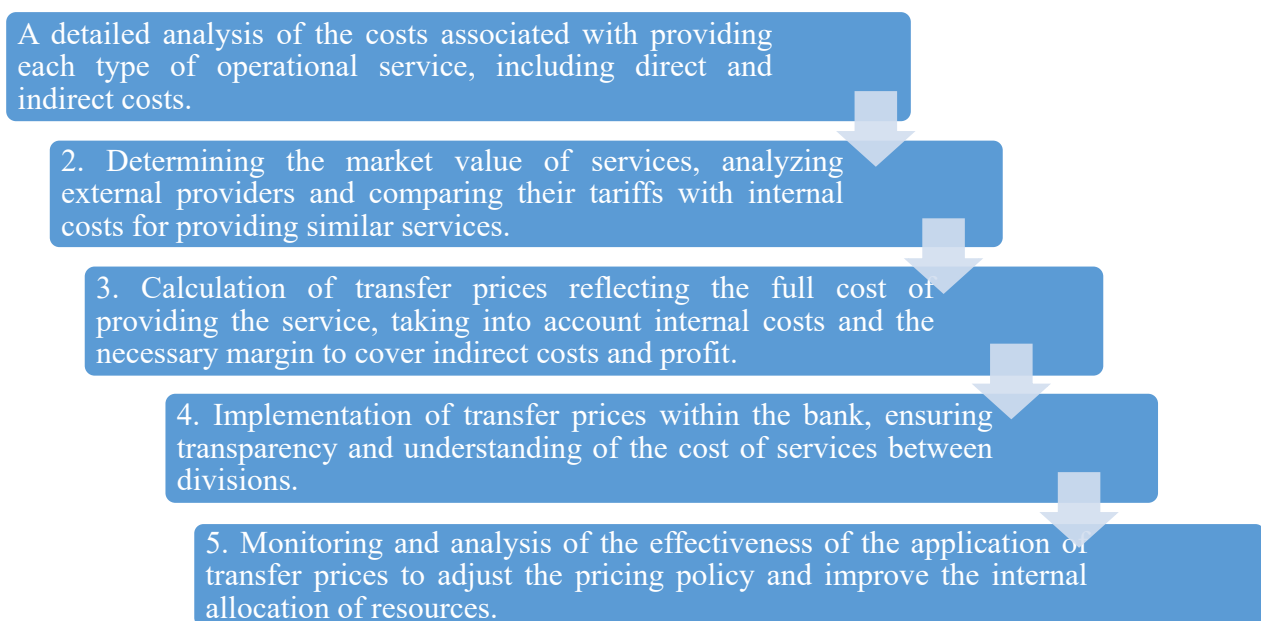 A detailed analysis of the costs associated with providing
each type of operational service, including direct and
indirect costs.
2. Determining the market value of services, analyzing
external providers and comparing their tariffs with internal
costs for providing similar services.
3. Calculation of transfer prices reflecting the full cost of
providing the service, taking into account internal costs and the
necessary margin to cover indirect costs and profit.
4. Implementation of transfer prices within the bank, ensuring
transparency and understanding of the cost of services between
divisions.
5. Monitoring and analysis of the effectiveness of the application of
transfer prices to adjust the pricing policy and improve the internal
allocation of resources.